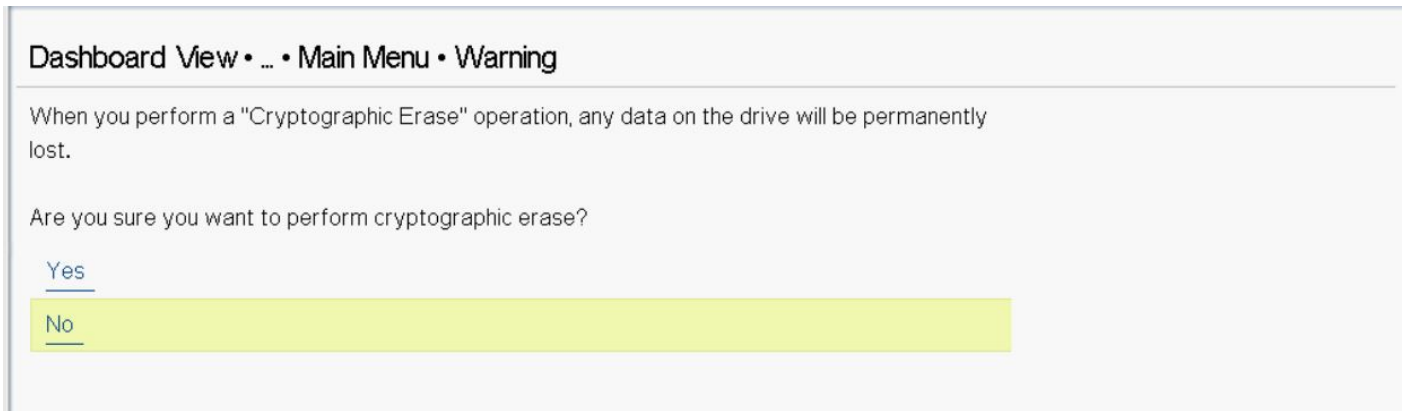 Dashboard View • ... • Main Menu • Warning
When you perform a "Cryptographic Erase" operation, any data on the drive will be permanently
lost.
Are you sure you want to perform cryptographic erase?
Yes
No